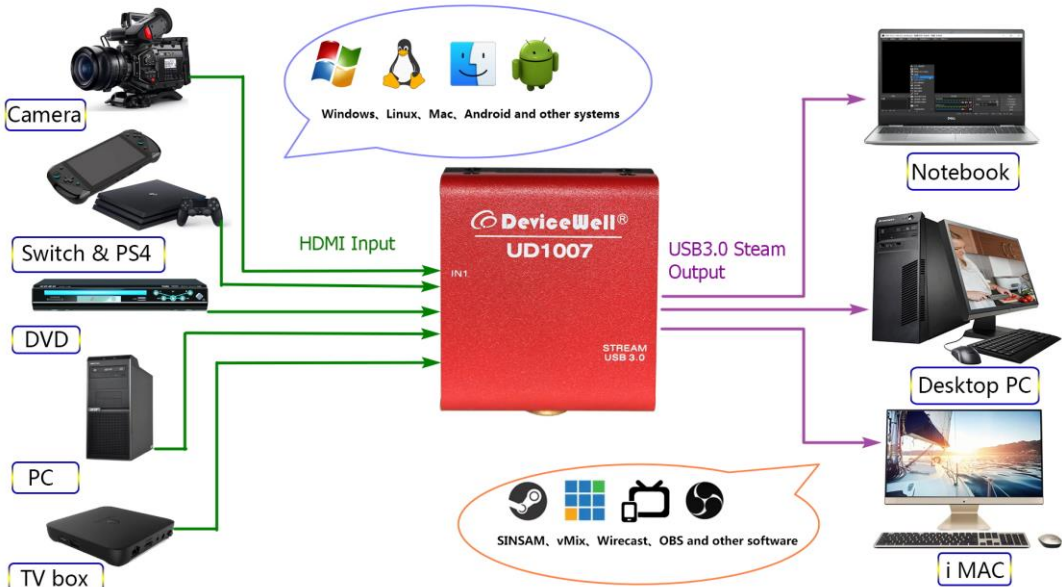 Camera
Switch & PS4
DVD
PC
TV box
Windows、Linux、Mac、Android and other systems
HDMI Input
DeviceWell®
UD1007
IN1
STREAM
USB 3.0
USB3.0 Steam
Output
SINSAM、vMix、Wirecast、OBS and other software
Notebook
Desktop PC
i MAC